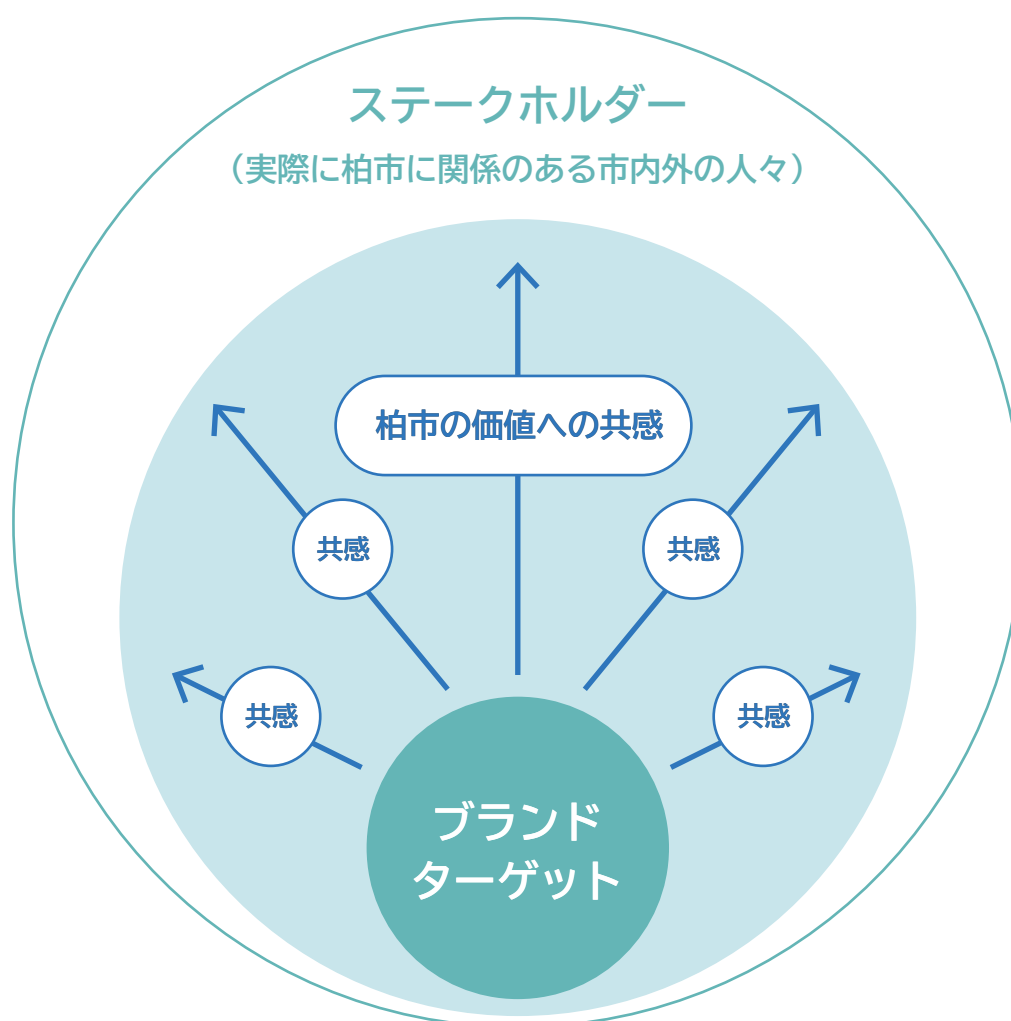 ステークホルダー
（実際に柏市に関係のある市内外の人々）
柏市の価値への共感
共感
共感
共感
共感
ブランド
ターゲット